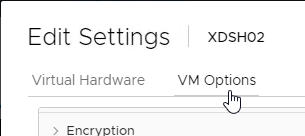 Edit Settings | XDSH02
Virtual Hardware VM Options
> Encryption